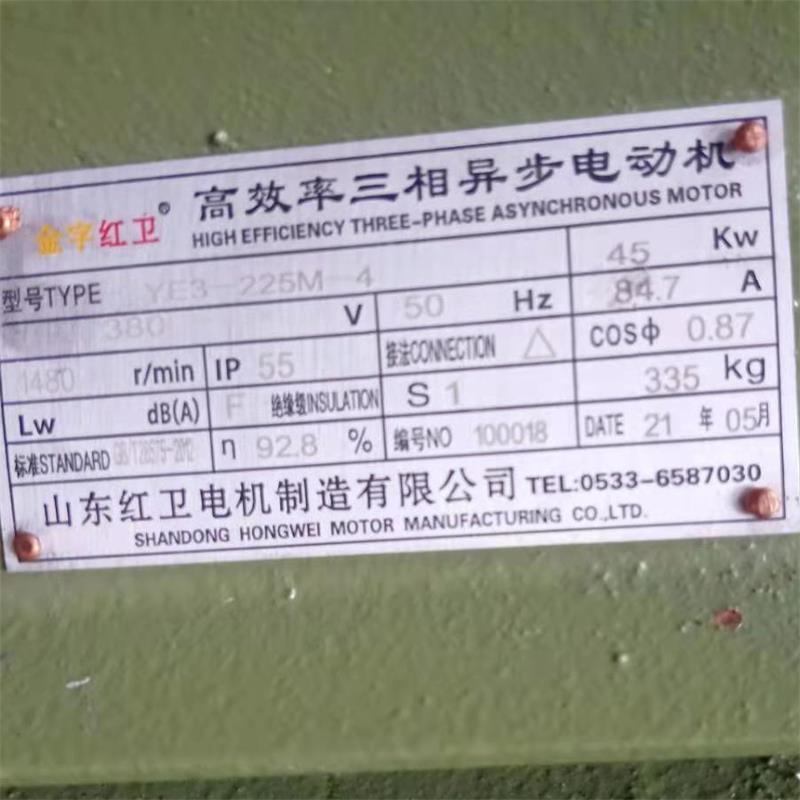 金字红卫® 高效率三相异步电动机
HIGH EFFICIENCY THREE-PHASE ASYNCHRONOUS MOTOR
型号TYPE YE3-225M-4 45 Kw
380 V 50 Hz 84.7 A
1480 r/min IP 55 接法CONNECTION △ COSΦ 0.87
Lw dB(A) F 绝缘级INSULATION S1 335 kg
标准STANDARD GB/T28575-2012 η 92.8 % 编号NO 100018 DATE 21 年 05月
山东红卫电机制造有限公司 TEL:0533-6587030
SHANDONG HONGWEI MOTOR MANUFACTURING CO.,LTD.